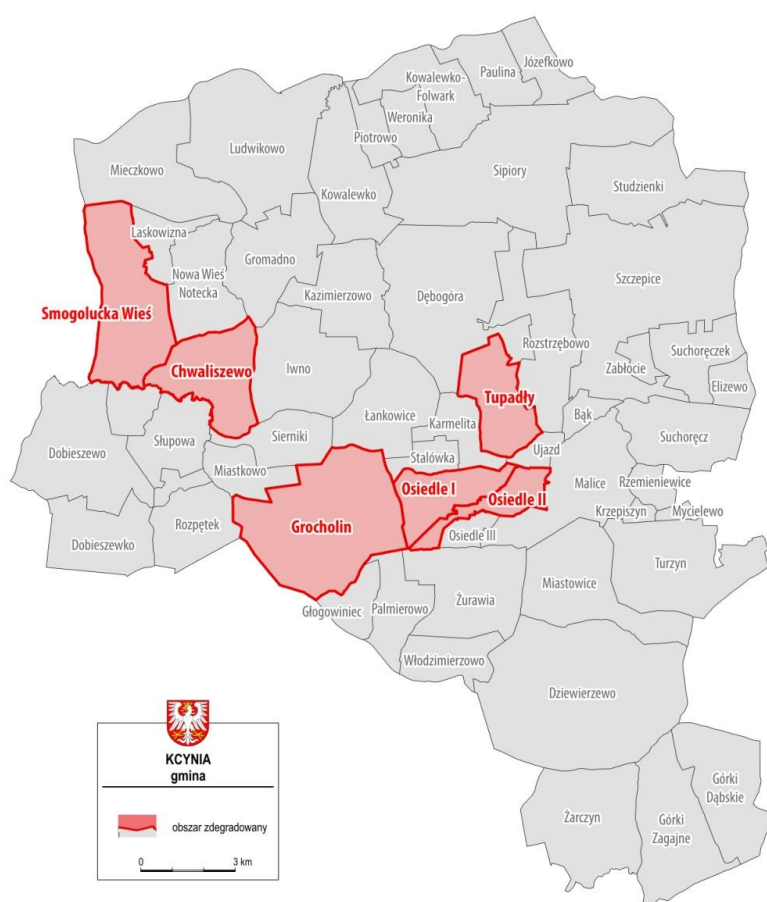 Józefkowo
Paulina
Kowalewko-
Folwark
Weronika
Piotrowo
Ludwikowo
Mieczkowo
Sipiory
Studzienki
Kowalewko
Laskowizna
Gromadno
Nowa Wieś
Notecka
Kazimierzowo
Dębogóra
Szczepice
Smogolucka Wieś
Rozstrzębowo
Suchoręczek
Zabłocie
Chwaliszewo
Iwno
Elizewo
Tupadły
Łankowice
Karmelita
Bąk
Słupowa
Sierniki
Suchoręcz
Dobieszewo
Stalówka
Ujazd
Miastkowo
Malice
Rzemieniewice
Osiedle I
Osiedle II
Krzepiszyn
Mycielewo
Rozpętek
Grocholin
Osiedle III
Dobieszewko
Turzyn
Miastowice
Głogowiniec
Palmierowo
Żurawia
Włodzimierzowo
Dziewierzewo
KCYNIA
gmina
obszar zdegradowany
0 3 km
Górki
Dąbskie
Żarczyn
Górki
Zagajne